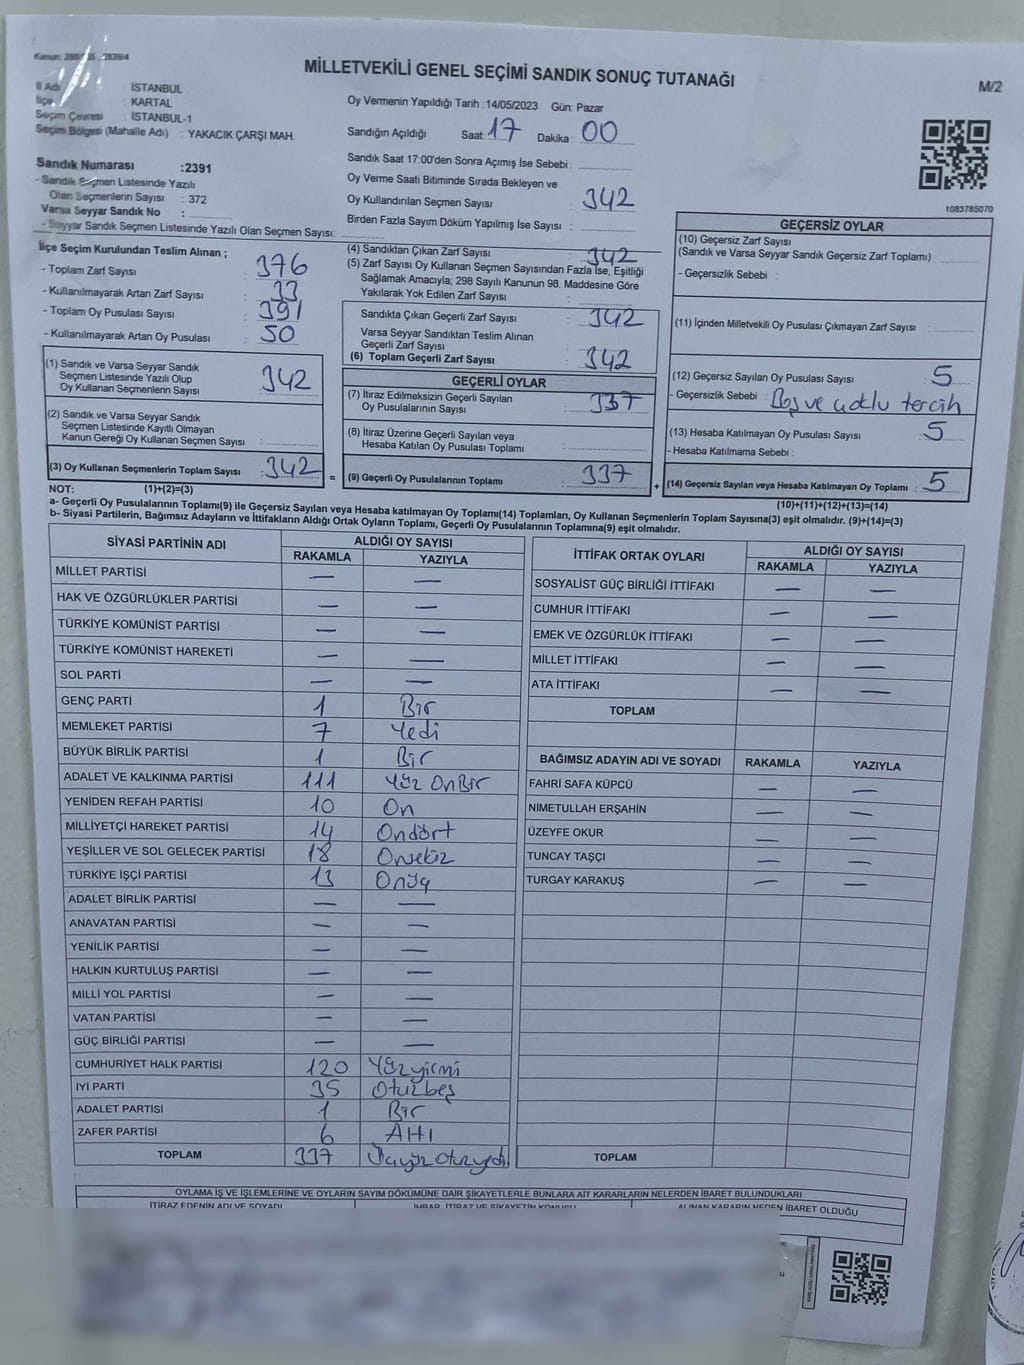 MİLLETVEKİLİ GENEL SEÇİMİ SANDIK SONUÇ TUTANAĞI
M/2
İl Adı : İSTANBUL
İlçe : KARTAL
Seçim Çevresi : İSTANBUL-1
Seçim Bölgesi (Mahalle Adı) : YAKACIK ÇARŞI MAH.
Sandık Numarası :2391
- Sandık Seçmen Listesinde Yazılı
Olan Seçmenlerin Sayısı : 372
Varsa Seyyar Sandık No :
- Seyyar Sandık Seçmen Listesinde Yazılı Olan Seçmen Sayısı:
İlçe Seçim Kurulundan Teslim Alınan ;
- Toplam Zarf Sayısı : 376
- Kullanılmayarak Artan Zarf Sayısı : 33
- Toplam Oy Pusulası Sayısı : 391
- Kullanılmayarak Artan Oy Pusulası : 50
(1) Sandık ve Varsa Seyyar Sandık
Seçmen Listesinde Yazılı Olup
Oy Kullanan Seçmenlerin Sayısı : 342
(2) Sandık ve Varsa Seyyar Sandık
Seçmen Listesinde Kayıtlı Olmayan
Kanun Gereği Oy Kullanan Seçmen Sayısı :
(3) Oy Kullanan Seçmenlerin Toplam Sayısı : 342
Oy Vermenin Yapıldığı Tarih : 14/05/2023 Gün: Pazar
Sandığın Açıldığı Saat: 17 Dakika : 00
Sandık Saat 17:00'den Sonra Açımış İse Sebebi :
Oy Verme Saati Bitiminde Sırada Bekleyen ve
Oy Kullandırılan Seçmen Sayısı : 342
Birden Fazla Sayım Döküm Yapılmış İse Sayısı :
(4) Sandıktan Çıkan Zarf Sayısı : 342
(5) Zarf Sayısı Oy Kullanan Seçmen Sayısından Fazla İse, Eşitliği
Sağlamak Amacıyla; 298 Sayılı Kanunun 98. Maddesine Göre
Yakılarak Yok Edilen Zarf Sayısı :
Sandıkta Çıkan Geçerli Zarf Sayısı : 342
Varsa Seyyar Sandıktan Teslim Alınan
Geçerli Zarf Sayısı :
(6) Toplam Geçerli Zarf Sayısı : 342
GEÇERLİ OYLAR
(7) İtiraz Edilmeksizin Geçerli Sayılan
Oy Pusulalarının Sayısı : 337
(8) İtiraz Üzerine Geçerli Sayılan veya
Hesaba Katılan Oy Pusulası Toplamı :
= (9) Geçerli Oy Pusulalarının Toplamı : 337
1083785070
GEÇERSİZ OYLAR
(10) Geçersiz Zarf Sayısı
(Sandık ve Varsa Seyyar Sandık Geçersiz Zarf Toplamı) :
- Geçersizlik Sebebi :
(11) İçinden Milletvekili Oy Pusulası Çıkmayan Zarf Sayısı :
(12) Geçersiz Sayılan Oy Pusulası Sayısı : 5
- Geçersizlik Sebebi : Boş ve çoklu tercih
(13) Hesaba Katılmayan Oy Pusulası Sayısı : 5
- Hesaba Katılmama Sebebi :
+ (14) Geçersiz Sayılan veya Hesaba Katılmayan Oy Toplamı : 5
NOT: (1)+(2)=(3)
(10)+(11)+(12)+(13)=(14)
a- Geçerli Oy Pusulalarının Toplamı(9) ile Geçersiz Sayılan veya Hesaba katılmayan Oy Toplamı(14) Toplamları, Oy Kullanan Seçmenlerin Toplam Sayısına(3) eşit olmalıdır. (9)+(14)=(3)
b- Siyasi Partilerin, Bağımsız Adayların ve İttifakların Aldığı Ortak Oyların Toplamı, Geçerli Oy Pusulalarının Toplamına(9) eşit olmalıdır.
SİYASİ PARTİNİN ADI ALDIĞI OY SAYISI
RAKAMLA YAZIYLA
MİLLET PARTİSİ — —
HAK VE ÖZGÜRLÜKLER PARTİSİ — —
TÜRKİYE KOMÜNİST PARTİSİ — —
TÜRKİYE KOMÜNİST HAREKETİ — —
SOL PARTİ — —
GENÇ PARTİ 1 Bir
MEMLEKET PARTİSİ 7 Yedi
BÜYÜK BİRLİK PARTİSİ 1 Bir
ADALET VE KALKINMA PARTİSİ 111 Yüz OnBir
YENİDEN REFAH PARTİSİ 10 On
MİLLİYETÇİ HAREKET PARTİSİ 14 Ondört
YEŞİLLER VE SOL GELECEK PARTİSİ 18 Onsekiz
TÜRKİYE İŞÇİ PARTİSİ 13 Onüç
ADALET BİRLİK PARTİSİ — —
ANAVATAN PARTİSİ — —
YENİLİK PARTİSİ — —
HALKIN KURTULUŞ PARTİSİ — —
MİLLİ YOL PARTİSİ — —
VATAN PARTİSİ — —
GÜÇ BİRLİĞİ PARTİSİ — —
CUMHURİYET HALK PARTİSİ 120 Yüzyirmi
İYİ PARTİ 35 Otuzbeş
ADALET PARTİSİ 1 Bir
ZAFER PARTİSİ 6 Altı
TOPLAM 337 Üçyüz Otuzyedi
İTTİFAK ORTAK OYLARI ALDIĞI OY SAYISI
RAKAMLA YAZIYLA
SOSYALİST GÜÇ BİRLİĞİ İTTİFAKI — —
CUMHUR İTTİFAKI — —
EMEK VE ÖZGÜRLÜK İTTİFAKI — —
MİLLET İTTİFAKI — —
ATA İTTİFAKI — —
TOPLAM
BAĞIMSIZ ADAYIN ADI VE SOYADI RAKAMLA YAZIYLA
FAHRİ SAFA KÜPCÜ — —
NİMETULLAH ERŞAHİN — —
ÜZEYFE OKUR — —
TUNCAY TAŞÇI — —
TURGAY KARAKUŞ — —
TOPLAM
OYLAMA İŞ VE İŞLEMLERİNE VE OYLARIN SAYIM DÖKÜMÜNE DAİR ŞİKAYETLERLE BUNLARA AİT KARARLARIN NELERDEN İBARET BULUNDUKLARI
İTİRAZ EDENİN ADI VE SOYADI
İHBAR, İTİRAZ VE ŞİKAYETİN KONUSU
ALINAN KARARIN NEDEN İBARET OLDUĞU